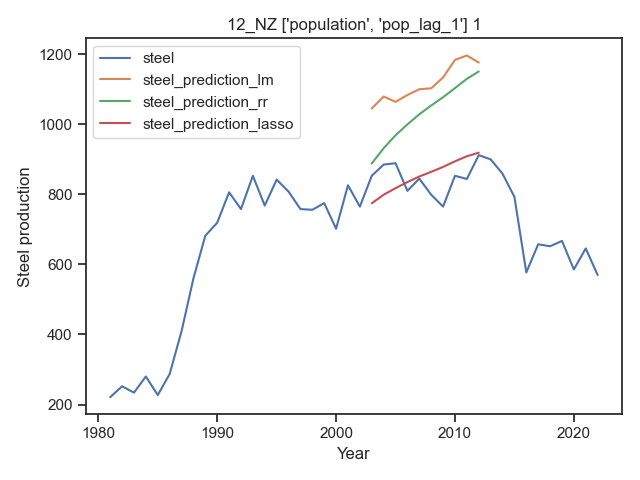 12_NZ ['population', 'pop_lag_1'] 1
steel
steel_prediction_lm
steel_prediction_rr
steel_prediction_lasso
Steel production
1200
1000
800
600
400
200
1980
1990
2000
2010
2020
Year